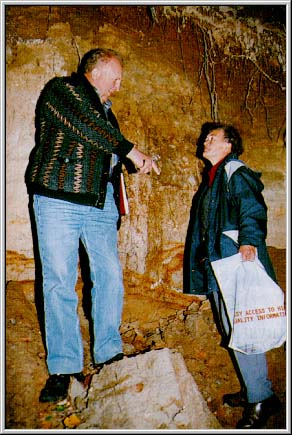 SY ACCESS TO HI
ALITY INFORMATI